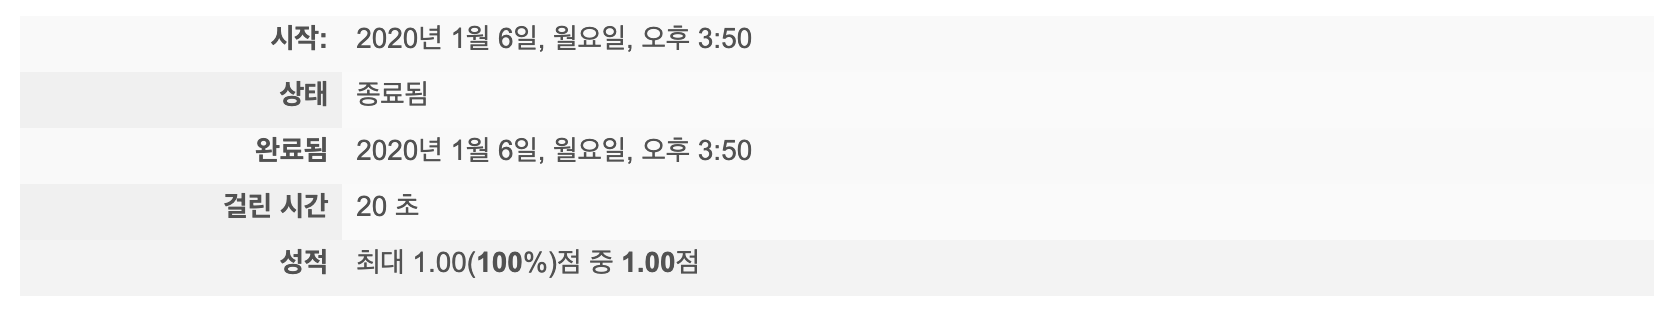 시작: 2020년 1월 6일, 월요일, 오후 3:50
상태 종료됨
완료됨 2020년 1월 6일, 월요일, 오후 3:50
걸린 시간 20 초
성적 최대 1.00(100%)점 중 1.00점